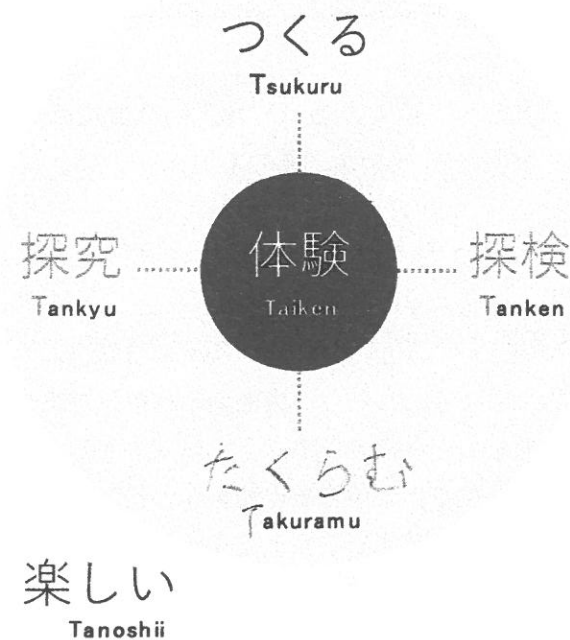 つくる
Tsukuru
探究
Tankyu
体験
Taiken
探検
Tanken
たくらむ
Takuramu
楽しい
Tanoshii